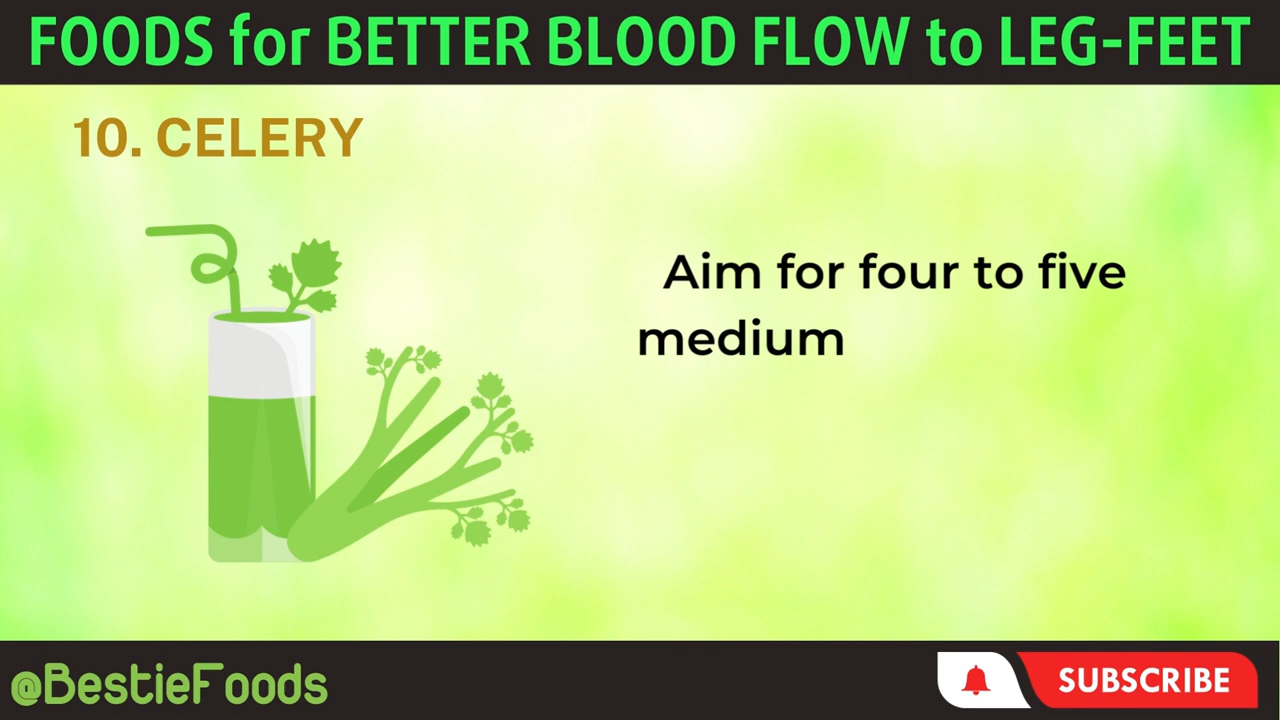 FOODS for BETTER BLOOD FLOW to LEG-FEET
10. CELERY
Aim for four to five
medium
@BestieFoods
SUBSCRIBE